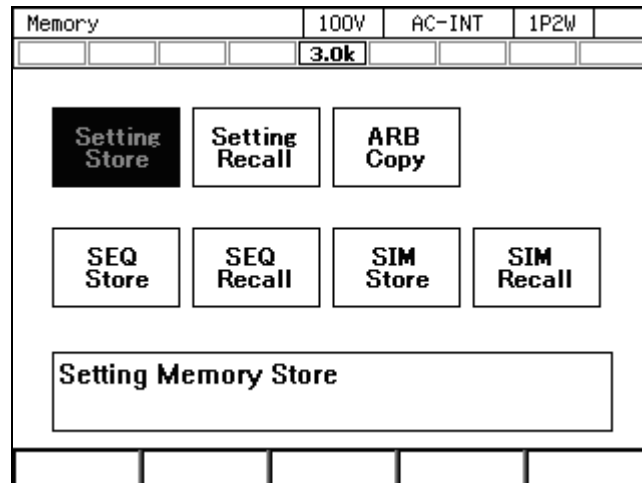 Memory 100V AC-INT 1P2W
3.0k
Setting Setting ARB
Store Recall Copy
SEQ SEQ SIM SIM
Store Recall Store Recall
Setting Memory Store